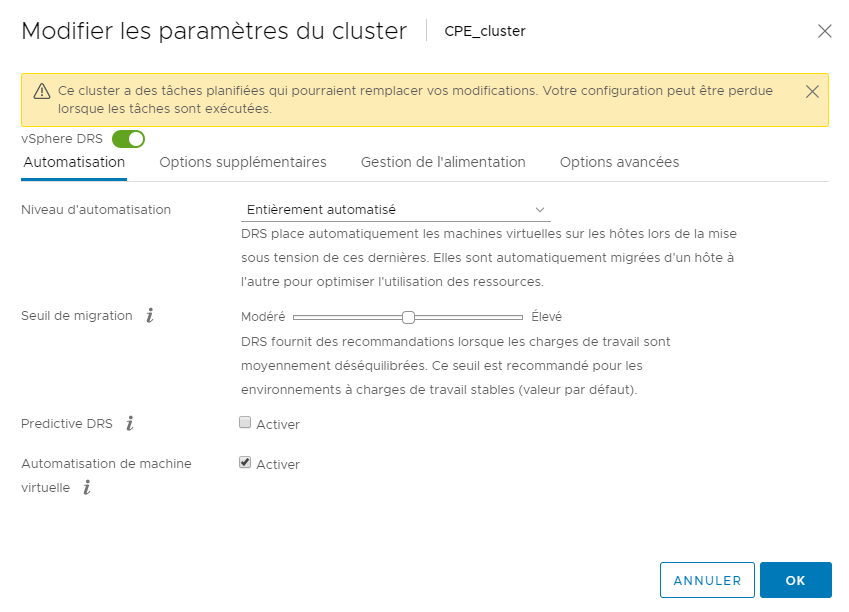 Modifier les paramètres du cluster CPE_cluster
Ce cluster a des tâches planifiées qui pourraient remplacer vos modifications. Votre configuration peut être perdue
lorsque les tâches sont exécutées.
vSphere DRS
Automatisation Options supplémentaires Gestion de l'alimentation Options avancées
Niveau d'automatisation Entièrement automatisé
DRS place automatiquement les machines virtuelles sur les hôtes lors de la mise
sous tension de ces dernières. Elles sont automatiquement migrées d'un hôte à
l'autre pour optimiser l'utilisation des ressources.
Seuil de migration i Modéré Élevé
DRS fournit des recommandations lorsque les charges de travail sont
moyennement déséquilibrées. Ce seuil est recommandé pour les
environnements à charges de travail stables (valeur par défaut).
Predictive DRS i Activer
Automatisation de machine Activer
virtuelle i
ANNULER OK